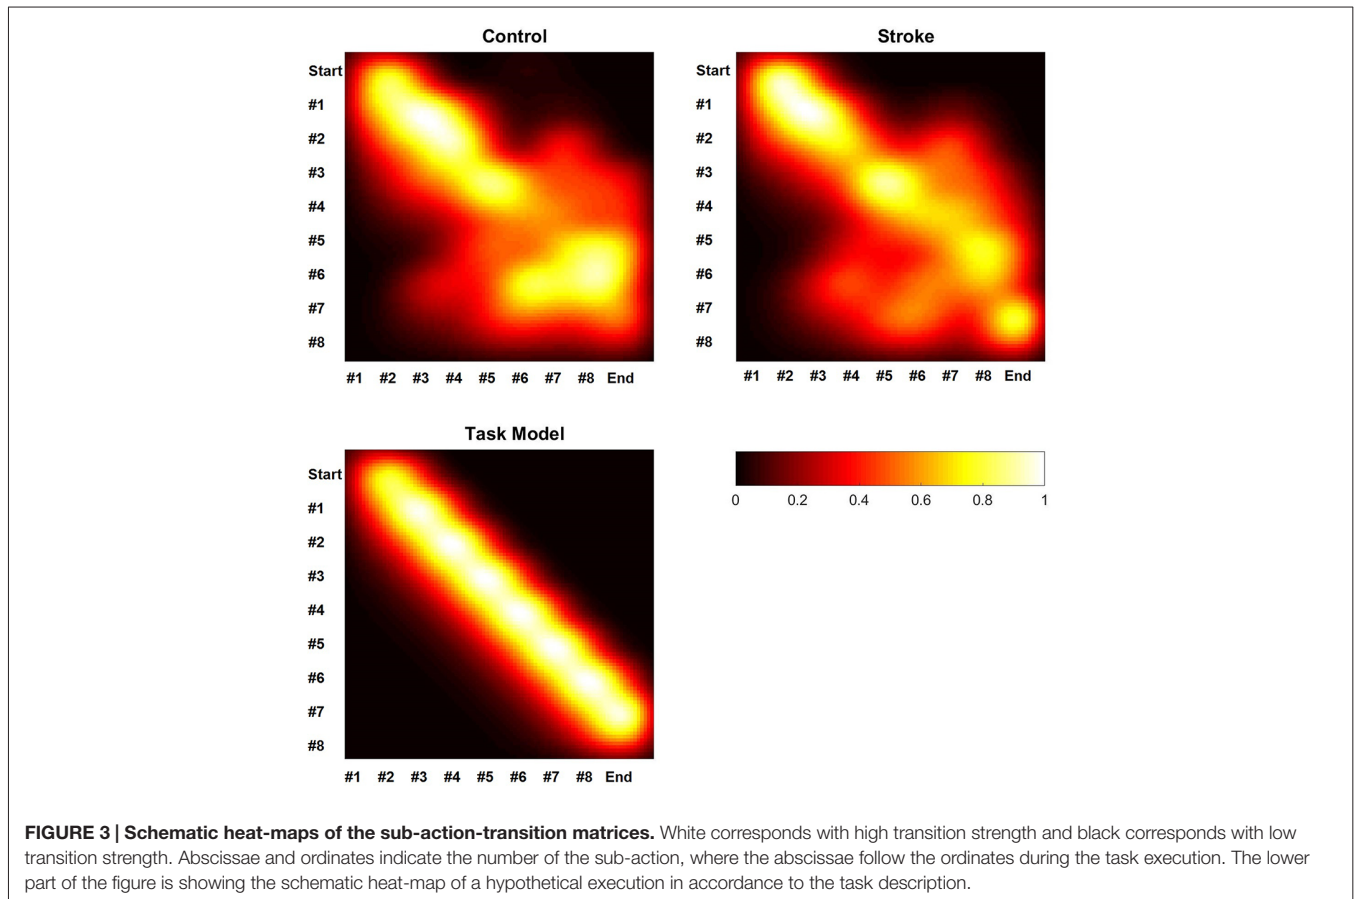 Control
Start
#1
#2
#3
#4
#5
#6
#7
#8
#1 #2 #3 #4 #5 #6 #7 #8 End
Stroke
Start
#1
#2
#3
#4
#5
#6
#7
#8
#1 #2 #3 #4 #5 #6 #7 #8 End
Task Model
Start
#1
#2
#3
#4
#5
#6
#7
#8
#1 #2 #3 #4 #5 #6 #7 #8 End
0 0.2 0.4 0.6 0.8 1
FIGURE 3 | Schematic heat-maps of the sub-action-transition matrices. White corresponds with high transition strength and black corresponds with low
transition strength. Abscissae and ordinates indicate the number of the sub-action, where the abscissae follow the ordinates during the task execution. The lower
part of the figure is showing the schematic heat-map of a hypothetical execution in accordance to the task description.